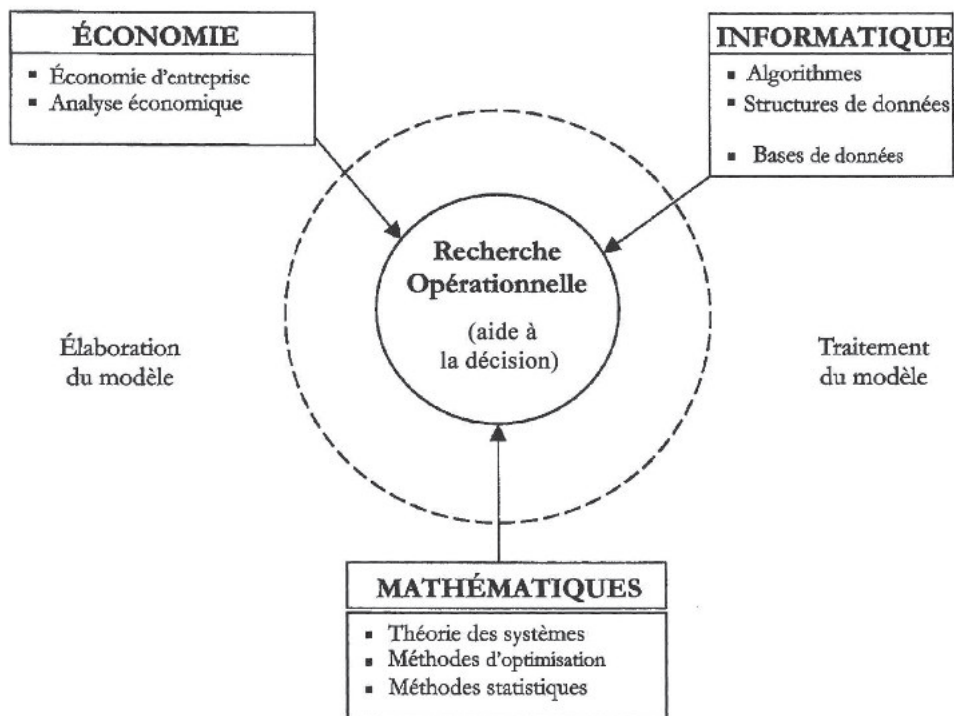 ÉCONOMIE
▪ Économie d'entreprise
▪ Analyse économique
INFORMATIQUE
▪ Algorithmes
▪ Structures de données
▪ Bases de données
Recherche
Opérationnelle
(aide à
la décision)
Élaboration
du modèle
Traitement
du modèle
MATHÉMATIQUES
▪ Théorie des systèmes
▪ Méthodes d'optimisation
▪ Méthodes statistiques